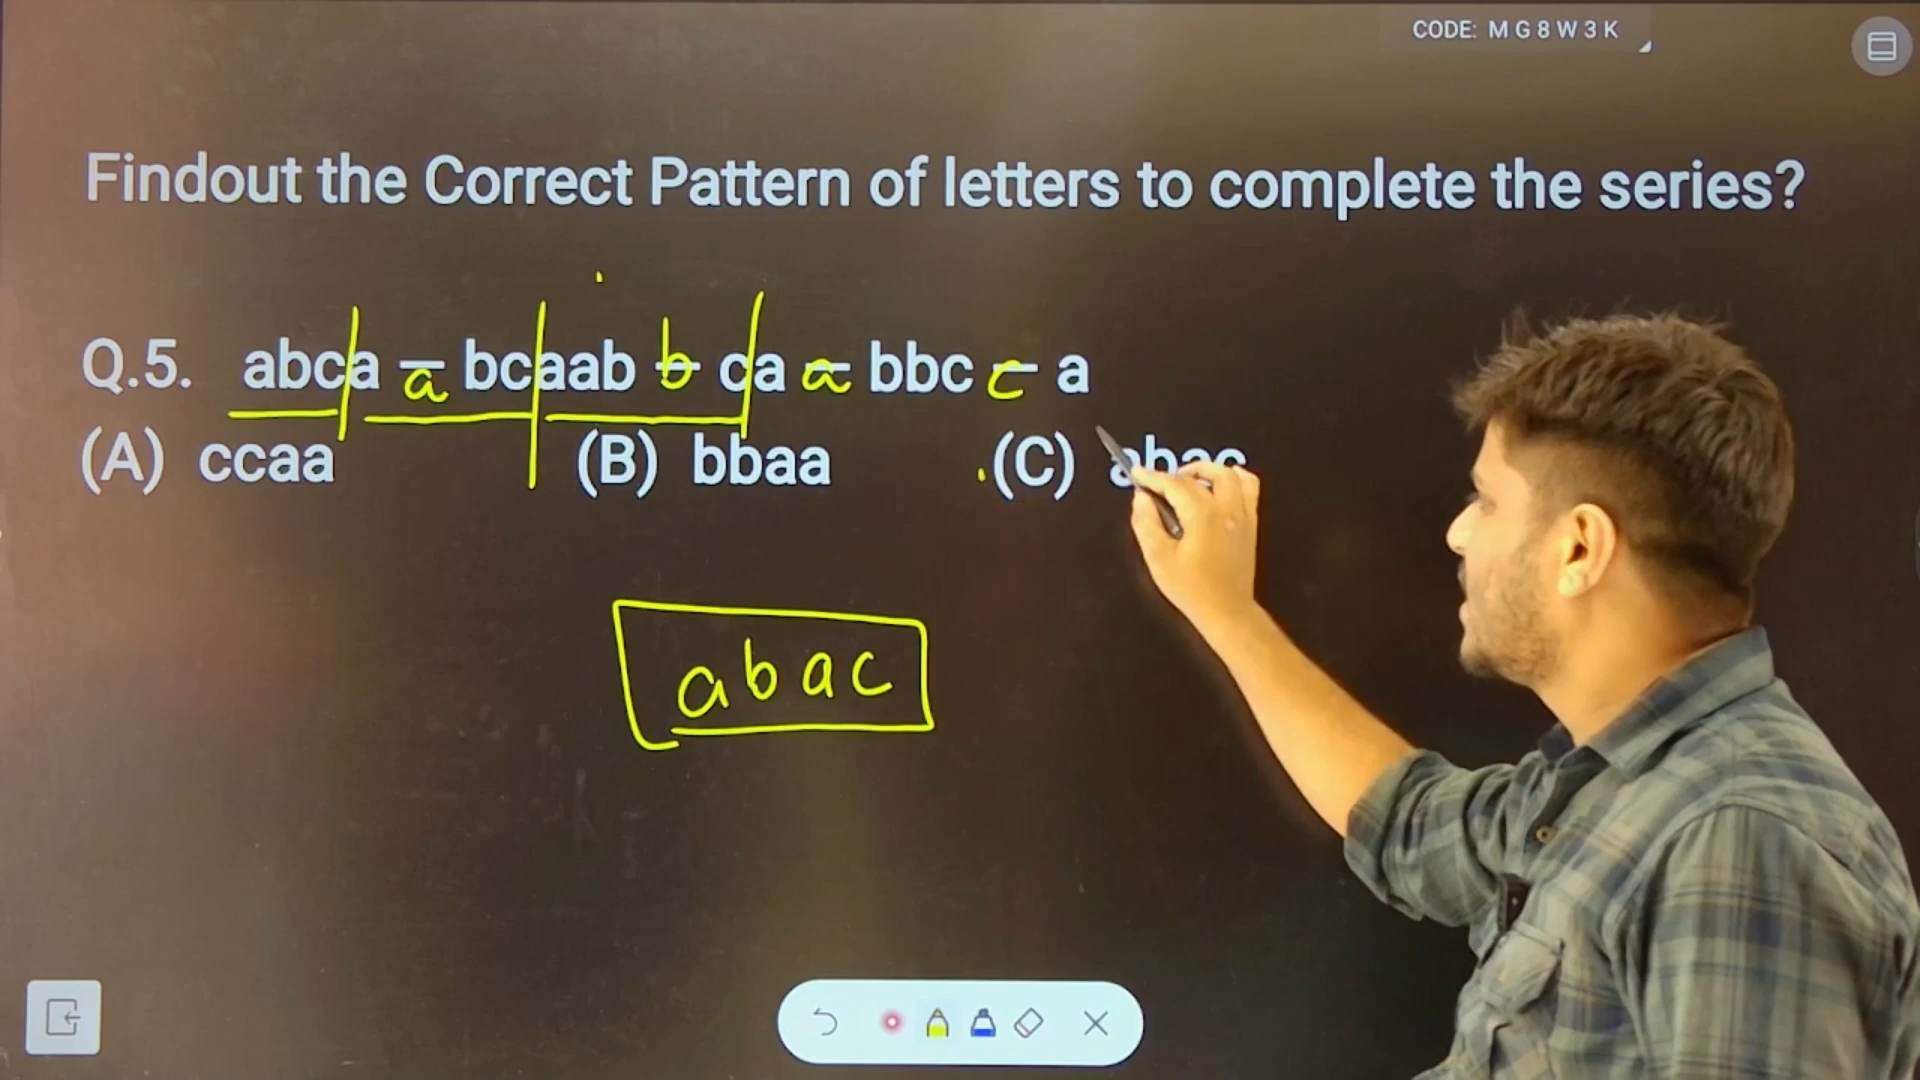 CODE: M G 8 W 3 K
Findout the Correct Pattern of letters to complete the series?
Q.5. abca _ bcaab _ ca _ bbc _ a
a b a c
(A) ccaa (B) bbaa (C) abac
a b a c